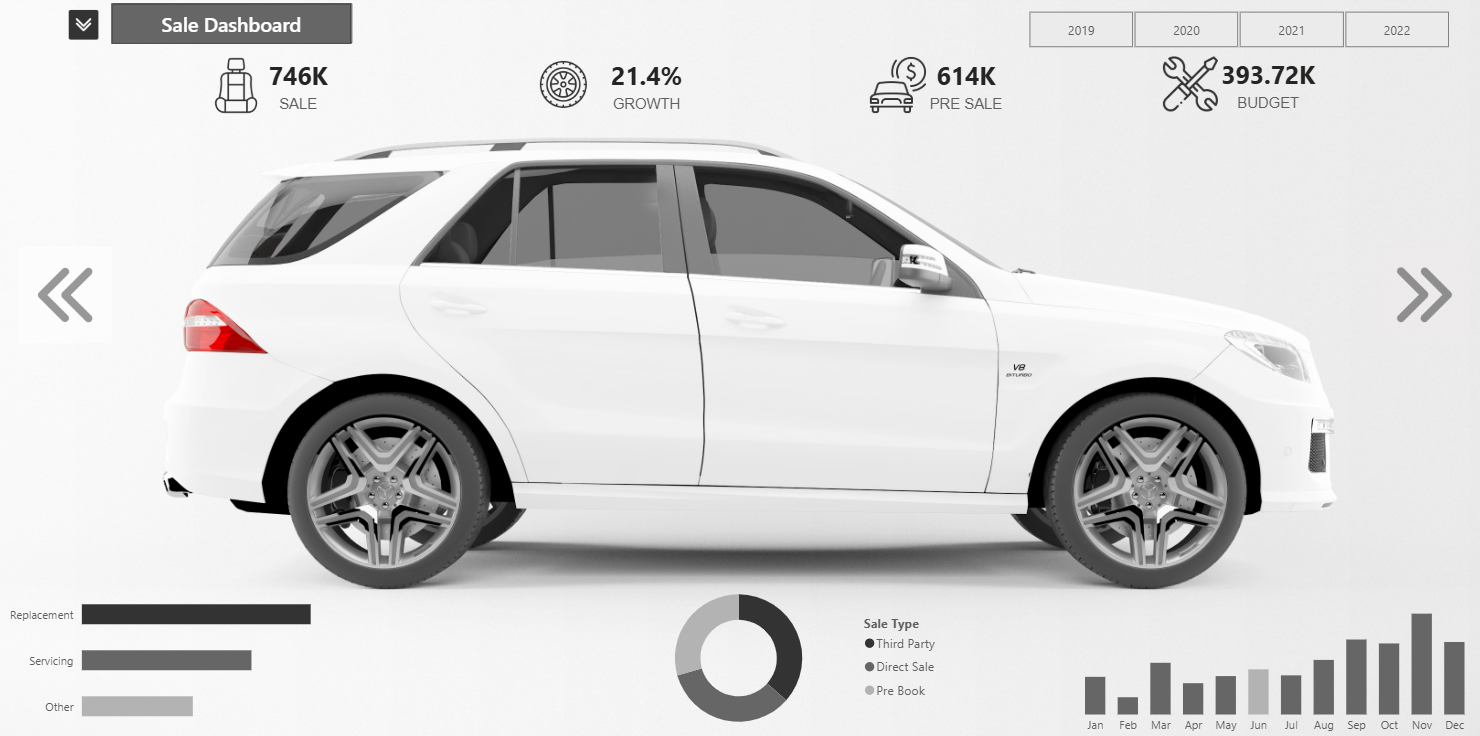 Sale Dashboard
2019 2020 2021 2022
746K
SALE
21.4%
GROWTH
614K
PRE SALE
393.72K
BUDGET
V8
BITURBO
Replacement
Servicing
Other
Sale Type
Third Party
Direct Sale
Pre Book
Jan Feb Mar Apr May Jun Jul Aug Sep Oct Nov Dec